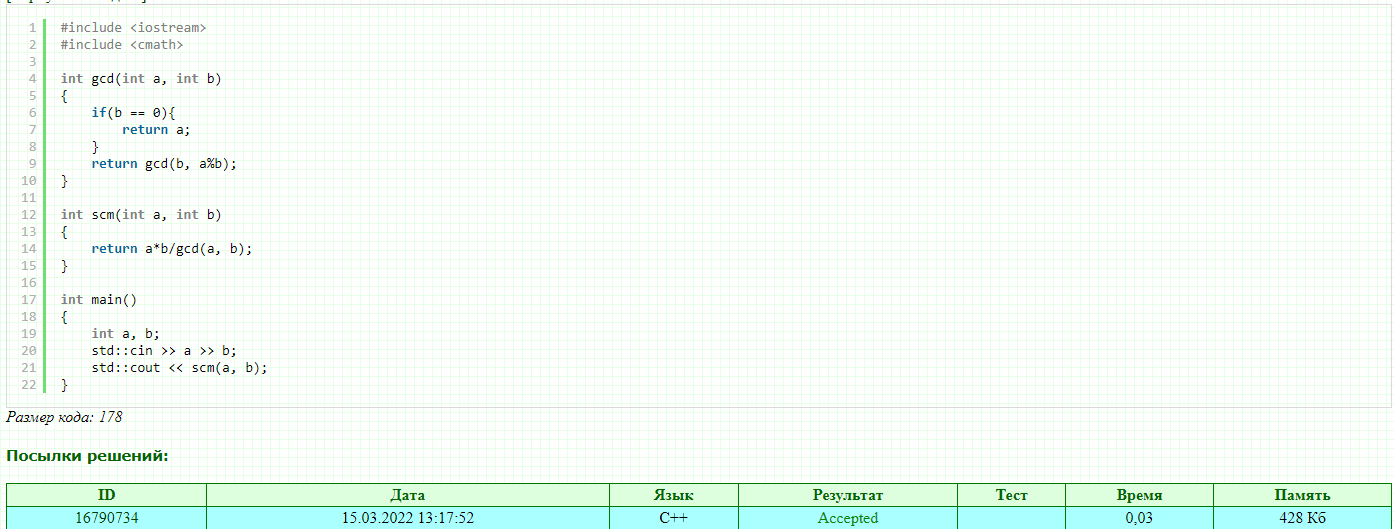 1 #include <iostream>
2 #include <cmath>
3
4 int gcd(int a, int b)
5 {
6     if(b == 0){
7         return a;
8     }
9     return gcd(b, a%b);
10 }
11
12 int scm(int a, int b)
13 {
14     return a*b/gcd(a, b);
15 }
16
17 int main()
18 {
19     int a, b;
20     std::cin >> a >> b;
21     std::cout << scm(a, b);
22 }
Размер кода: 178
Посылки решений:
ID Дата Язык Результат Тест Время Память
16790734 15.03.2022 13:17:52 C++ Accepted 0,03 428 Кб